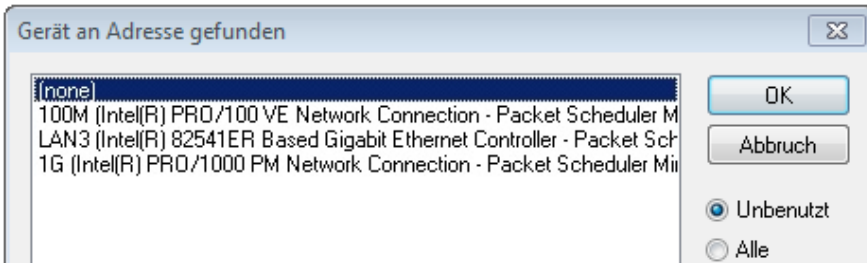 Gerät an Adresse gefunden
(none)
100M (Intel(R) PRO/100 VE Network Connection - Packet Scheduler M
LAN3 (Intel(R) 82541ER Based Gigabit Ethernet Controller - Packet Sch
1G (Intel(R) PRO/1000 PM Network Connection - Packet Scheduler Mii
OK
Abbruch
Unbenutzt
Alle